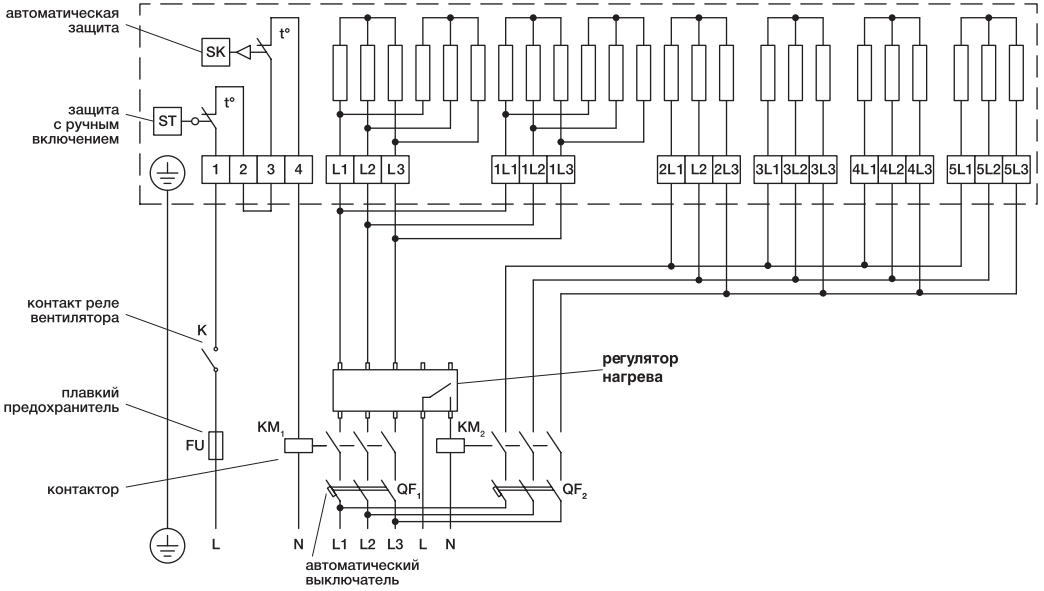 автоматическая
защита
SK
t°
защита
с ручным
включением
ST
t°
1 2 3 4 L1 L2 L3 1L1 1L2 1L3 2L1 L2 2L3 3L1 3L2 3L3 4L1 4L2 4L3 5L1 5L2 5L3
контакт реле
вентилятора
K
регулятор
нагрева
плавкий
предохранитель
FU
KM1
KM2
контактор
QF1
QF2
L N L1 L2 L3 L N
автоматический
выключатель